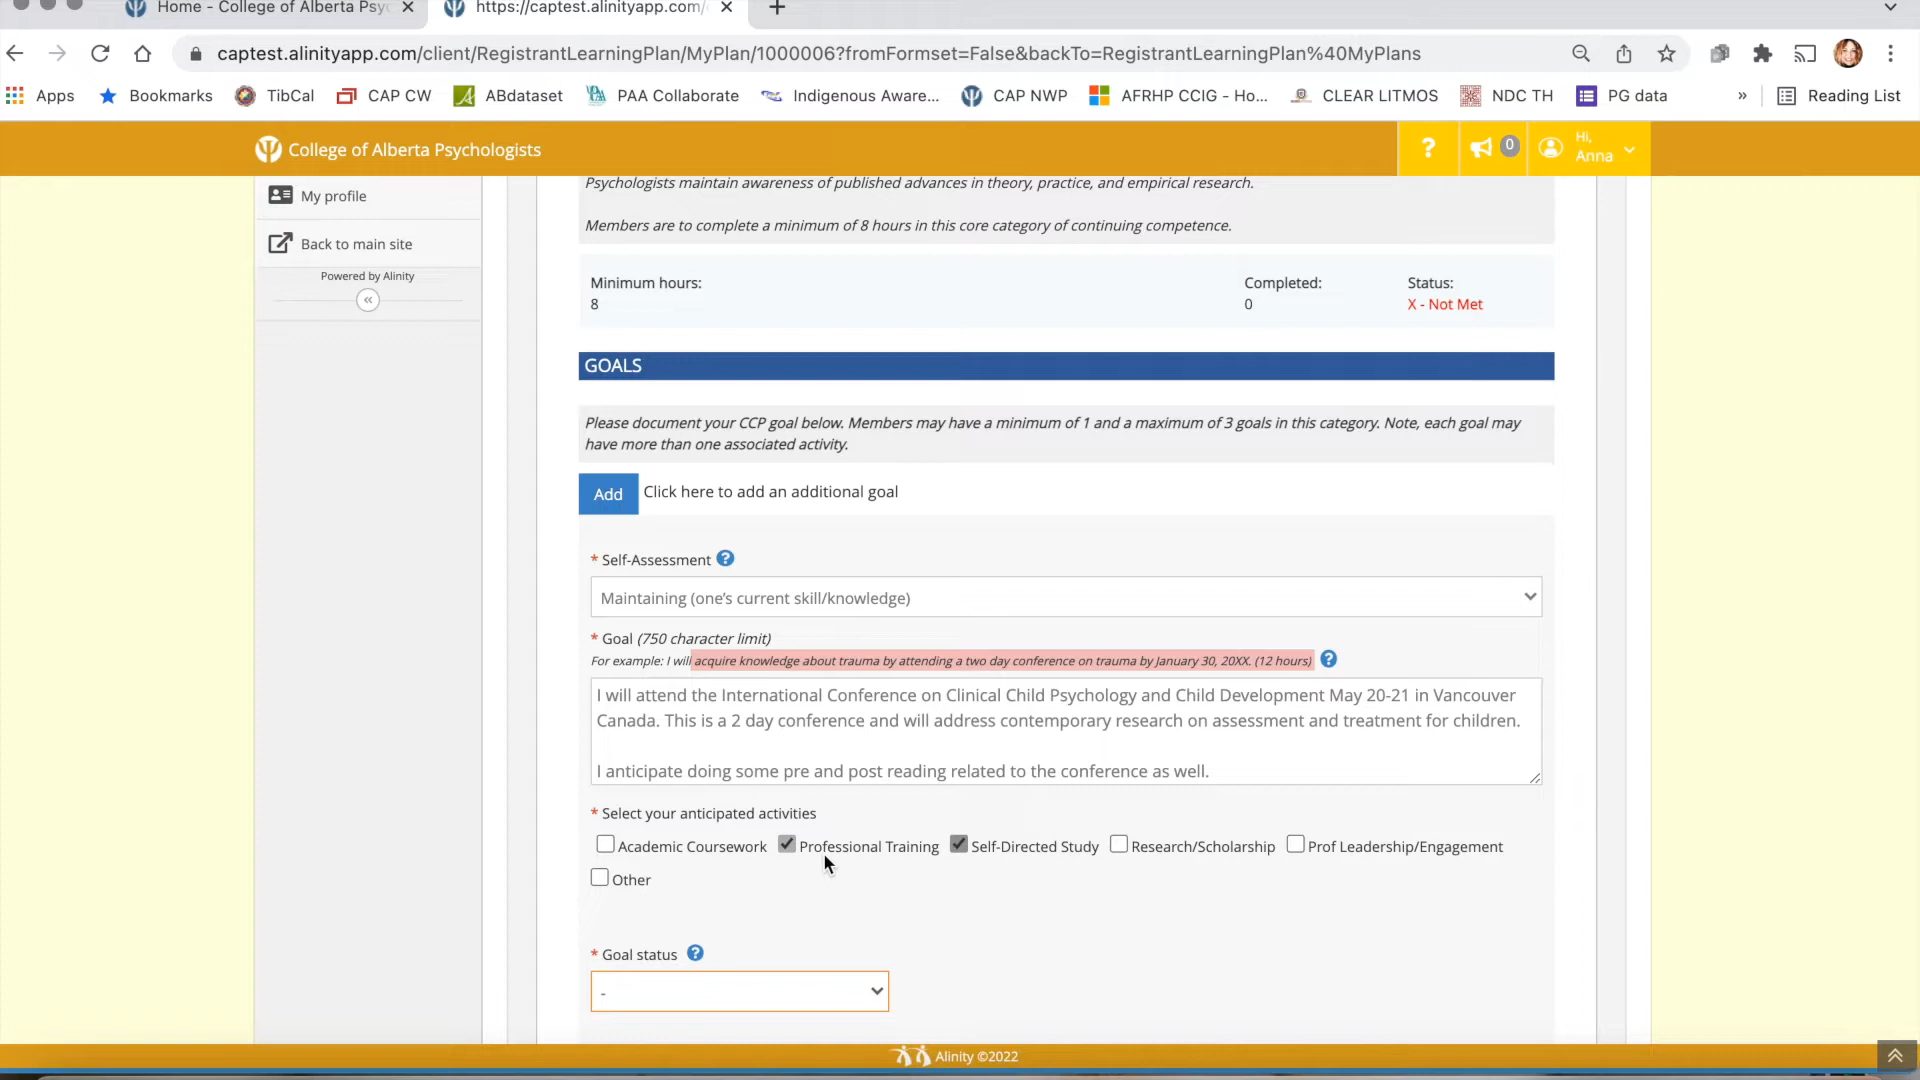 Home - College of Alberta Psyc
https://captest.alinityapp.com/
captest.alinityapp.com/client/RegistrantLearningPlan/MyPlan/1000006?fromFormset=False&backTo=RegistrantLearningPlan%40MyPlans
Apps Bookmarks TibCal CAP CW ABdataset PAA Collaborate Indigenous Aware... CAP NWP AFRHP CCIG - Ho... CLEAR LITMOS NDC TH PG data » Reading List
College of Alberta Psychologists ? 0 Hi, Anna
My profile
Back to main site
Powered by Alinity
«
Psychologists maintain awareness of published advances in theory, practice, and empirical research.
Members are to complete a minimum of 8 hours in this core category of continuing competence.
Minimum hours: Completed: Status:
8 0 X - Not Met
GOALS
Please document your CCP goal below. Members may have a minimum of 1 and a maximum of 3 goals in this category. Note, each goal may
have more than one associated activity.
Add Click here to add an additional goal
* Self-Assessment ?
Maintaining (one's current skill/knowledge)
* Goal (750 character limit)
For example: I will acquire knowledge about trauma by attending a two day conference on trauma by January 30, 20XX. (12 hours) ?
I will attend the International Conference on Clinical Child Psychology and Child Development May 20-21 in Vancouver
Canada. This is a 2 day conference and will address contemporary research on assessment and treatment for children.
I anticipate doing some pre and post reading related to the conference as well.
* Select your anticipated activities
Academic Coursework Professional Training Self-Directed Study Research/Scholarship Prof Leadership/Engagement
Other
* Goal status ?
-
Alinity ©2022